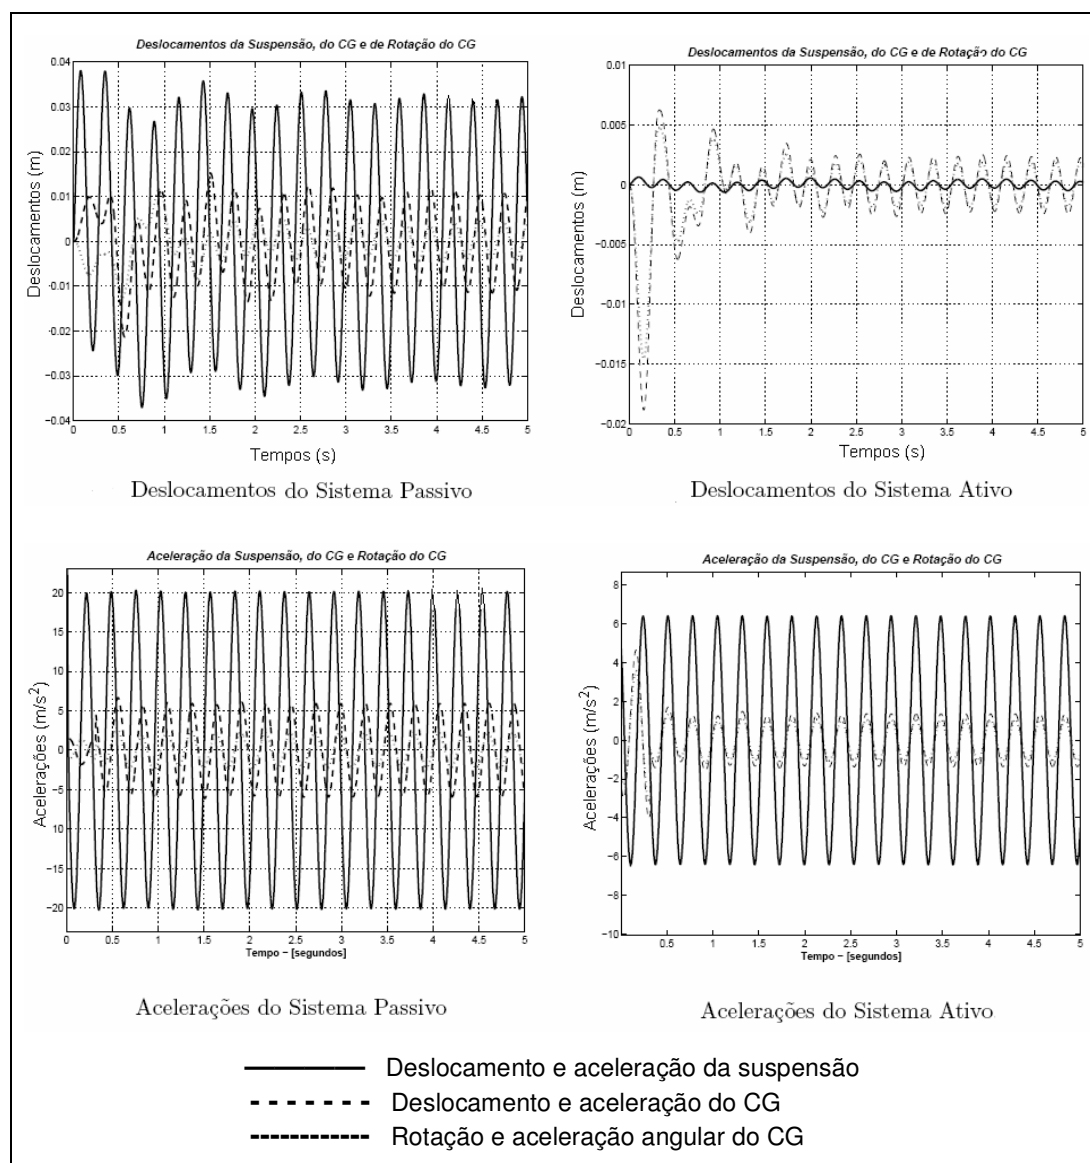 Deslocamentos da Suspensão, do CG e de Rotação do CG
0.04
0.03
0.02
0.01
0
−0.01
−0.02
−0.03
−0.04
Deslocamentos (m)
0 0.5 1 1.5 2 2.5 3 3.5 4 4.5 5
Tempos (s)
Deslocamentos do Sistema Passivo
Deslocamentos da Suspensão, do CG e de Rotação do CG
0.01
0.005
0
−0.005
−0.01
−0.015
−0.02
Deslocamentos (m)
0 0.5 1 1.5 2 2.5 3 3.5 4 4.5 5
Tempos (s)
Deslocamentos do Sistema Ativo
Aceleração da Suspensão, do CG e Rotação do CG
20
15
10
5
0
−5
−10
−15
−20
Acelerações (m/s²)
0 0.5 1 1.5 2 2.5 3 3.5 4 4.5 5
Tempo − [segundos]
Acelerações do Sistema Passivo
Aceleração da Suspensão, do CG e Rotação do CG
8
6
4
2
0
−2
−4
−6
−8
−10
Acelerações (m/s²)
0.5 1 1.5 2 2.5 3 3.5 4 4.5 5
Tempo − [segundos]
Acelerações do Sistema Ativo
Deslocamento e aceleração da suspensão
Deslocamento e aceleração do CG
Rotação e aceleração angular do CG